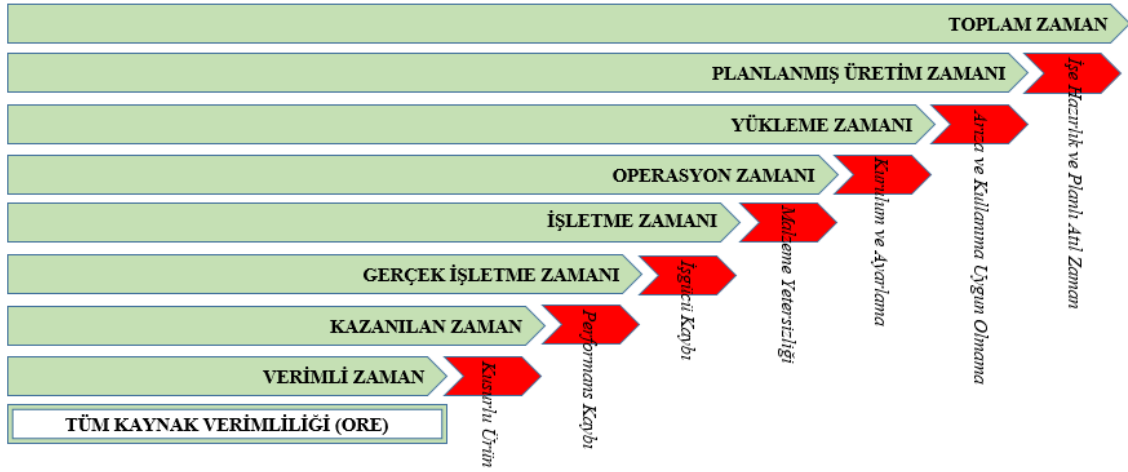 TOPLAM ZAMAN
PLANLANMIŞ ÜRETİM ZAMANI
İşe Hazırlık ve Planlı Atıl Zaman
YÜKLEME ZAMANI
Arıza ve Kullanıma Uygun Olmama
OPERASYON ZAMANI
Kurulum ve Ayarlama
İŞLETME ZAMANI
Malzeme Yetersizliği
GERÇEK İŞLETME ZAMANI
İşgücü Kaybı
KAZANILAN ZAMAN
Performans Kaybı
VERİMLİ ZAMAN
Kusurlu Ürün
TÜM KAYNAK VERİMLİLİĞİ (ORE)